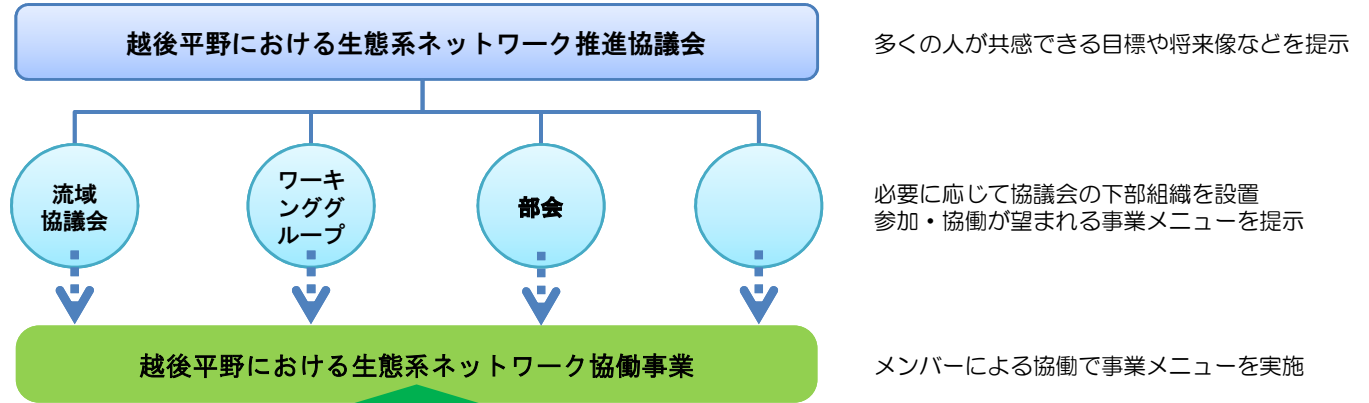 越後平野における生態系ネットワーク推進協議会
多くの人が共感できる目標や将来像などを提示
流域
協議会
ワーキ
ンググ
ループ
部会
必要に応じて協議会の下部組織を設置
参加・協働が望まれる事業メニューを提示
越後平野における生態系ネットワーク協働事業
メンバーによる協働で事業メニューを実施